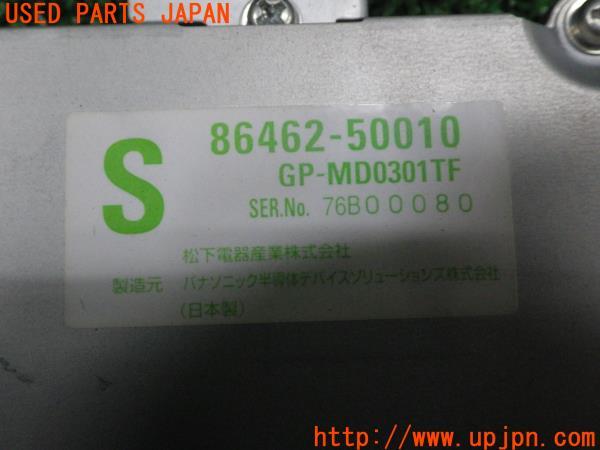 USED PARTS JAPAN
S
86462-50010
GP-MD0301TF
SER.No. 76B00080
松下電器産業株式会社
製造元 パナソニック半導体デバイスソリューションズ株式会社
(日本製)
UPJ
http://www.upjpn.com